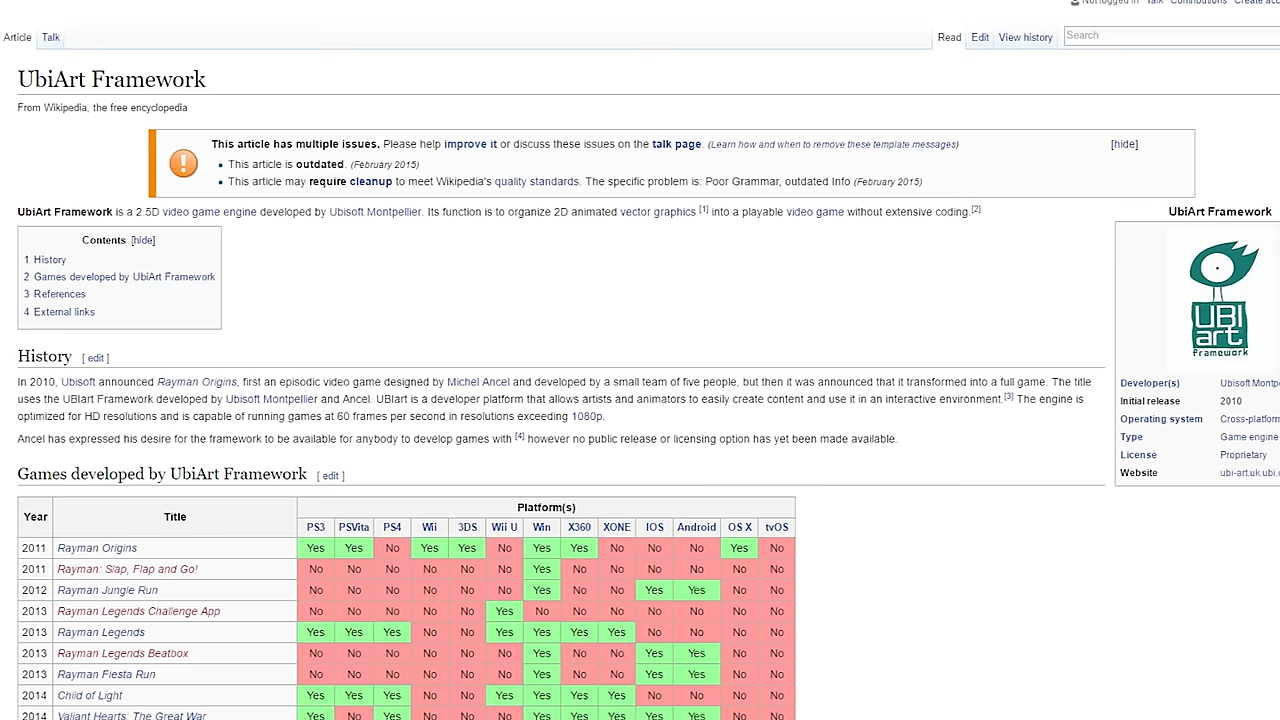 Not logged in Talk Contributions Create acc
Article Talk Read Edit View history Search
UbiArt Framework
From Wikipedia, the free encyclopedia
This article has multiple issues. Please help improve it or discuss these issues on the talk page. (Learn how and when to remove these template messages) [hide]
• This article is outdated. (February 2015)
• This article may require cleanup to meet Wikipedia's quality standards. The specific problem is: Poor Grammar, outdated Info (February 2015)
UbiArt Framework is a 2.5D video game engine developed by Ubisoft Montpellier. Its function is to organize 2D animated vector graphics [1] into a playable video game without extensive coding.[2]
Contents [hide]
1 History
2 Games developed by UbiArt Framework
3 References
4 External links
UbiArt Framework
UBI
art
framework
Developer(s) Ubisoft Montpe
Initial release 2010
Operating system Cross-platform
Type Game engine
License Proprietary
Website ubi-art.uk.ubi.
History [ edit ]
In 2010, Ubisoft announced Rayman Origins, first an episodic video game designed by Michel Ancel and developed by a small team of five people, but then it was announced that it transformed into a full game. The title
uses the UBIart Framework developed by Ubisoft Montpellier and Ancel. UBIart is a developer platform that allows artists and animators to easily create content and use it in an interactive environment.[3] The engine is
optimized for HD resolutions and is capable of running games at 60 frames per second in resolutions exceeding 1080p.
Ancel has expressed his desire for the framework to be available for anybody to develop games with [4] however no public release or licensing option has yet been made available.
Games developed by UbiArt Framework [ edit ]
Year Title Platform(s)
PS3 PSVita PS4 Wii 3DS Wii U Win X360 XONE IOS Android OS X tvOS
2011 Rayman Origins Yes Yes No Yes Yes No Yes Yes No No No Yes No
2011 Rayman: Slap, Flap and Go! No No No No No No Yes No No No No No No
2012 Rayman Jungle Run No No No No No No Yes No No Yes Yes No No
2013 Rayman Legends Challenge App No No No No No Yes No No No No No No No
2013 Rayman Legends Yes Yes Yes No No Yes Yes Yes Yes No No No No
2013 Rayman Legends Beatbox No No No No No No Yes No No Yes Yes No No
2013 Rayman Fiesta Run No No No No No No Yes No No Yes Yes No No
2014 Child of Light Yes Yes Yes No No Yes Yes Yes Yes No No No No
2014 Valiant Hearts: The Great War Yes No Yes No No No Yes Yes Yes Yes Yes No No